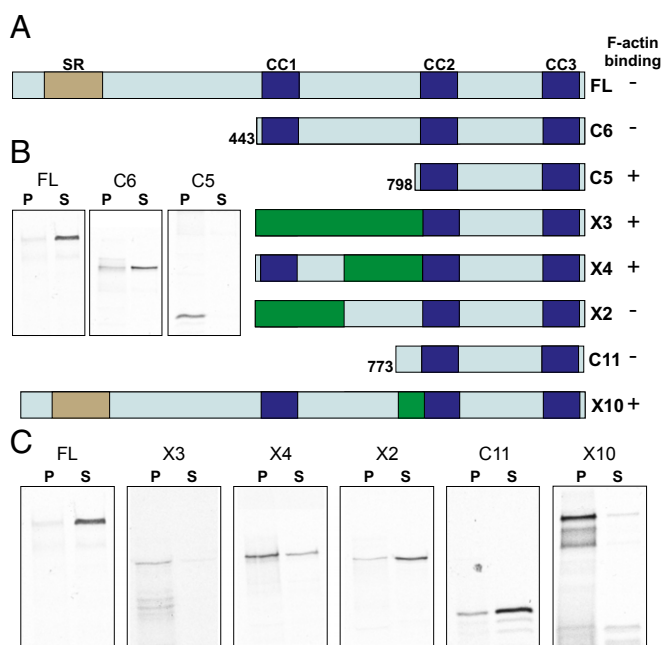 A
F-actin
binding
SR CC1 CC2 CC3
FL -
443 C6 -
B
798 C5 +
FL C6 C5
P S P S P S
X3 +
X4 +
X2 -
773 C11 -
X10 +
C
FL X3 X4 X2 C11 X10
P S P S P S P S P S P S